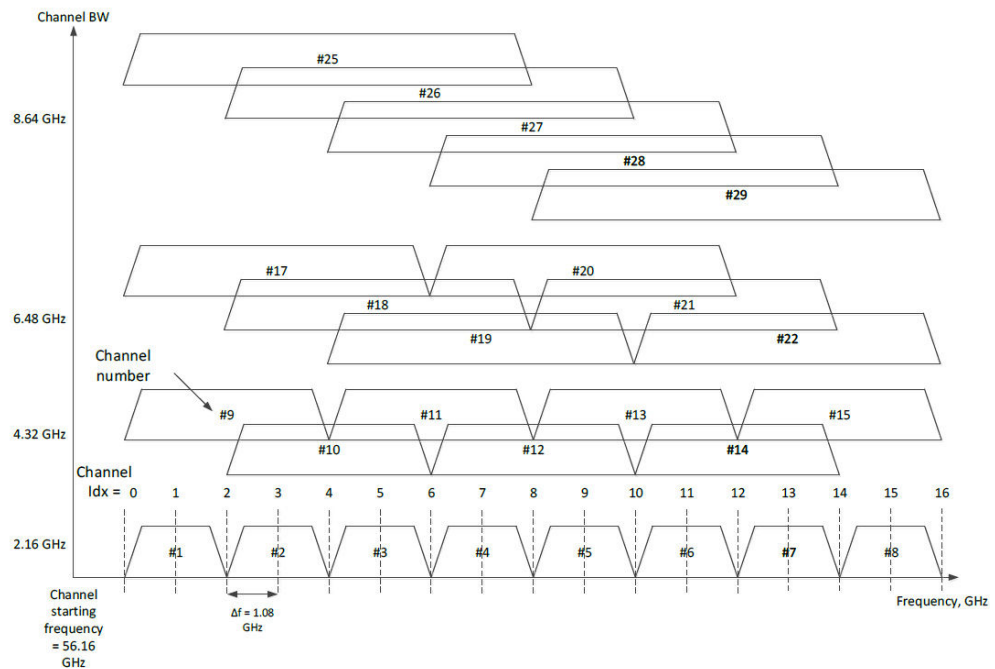 Channel BW
#25
#26
8.64 GHz
#27
#28
#29
#17
#20
#18
#21
6.48 GHz
#19
#22
Channel
number
#9
#11
#13
#15
4.32 GHz
#10
#12
#14
Channel
Idx = 0 1 2 3 4 5 6 7 8 9 10 11 12 13 14 15 16
2.16 GHz
#1
#2
#3
#4
#5
#6
#7
#8
Channel
starting
frequency
= 56.16
GHz
Δf = 1.08
GHz
Frequency, GHz